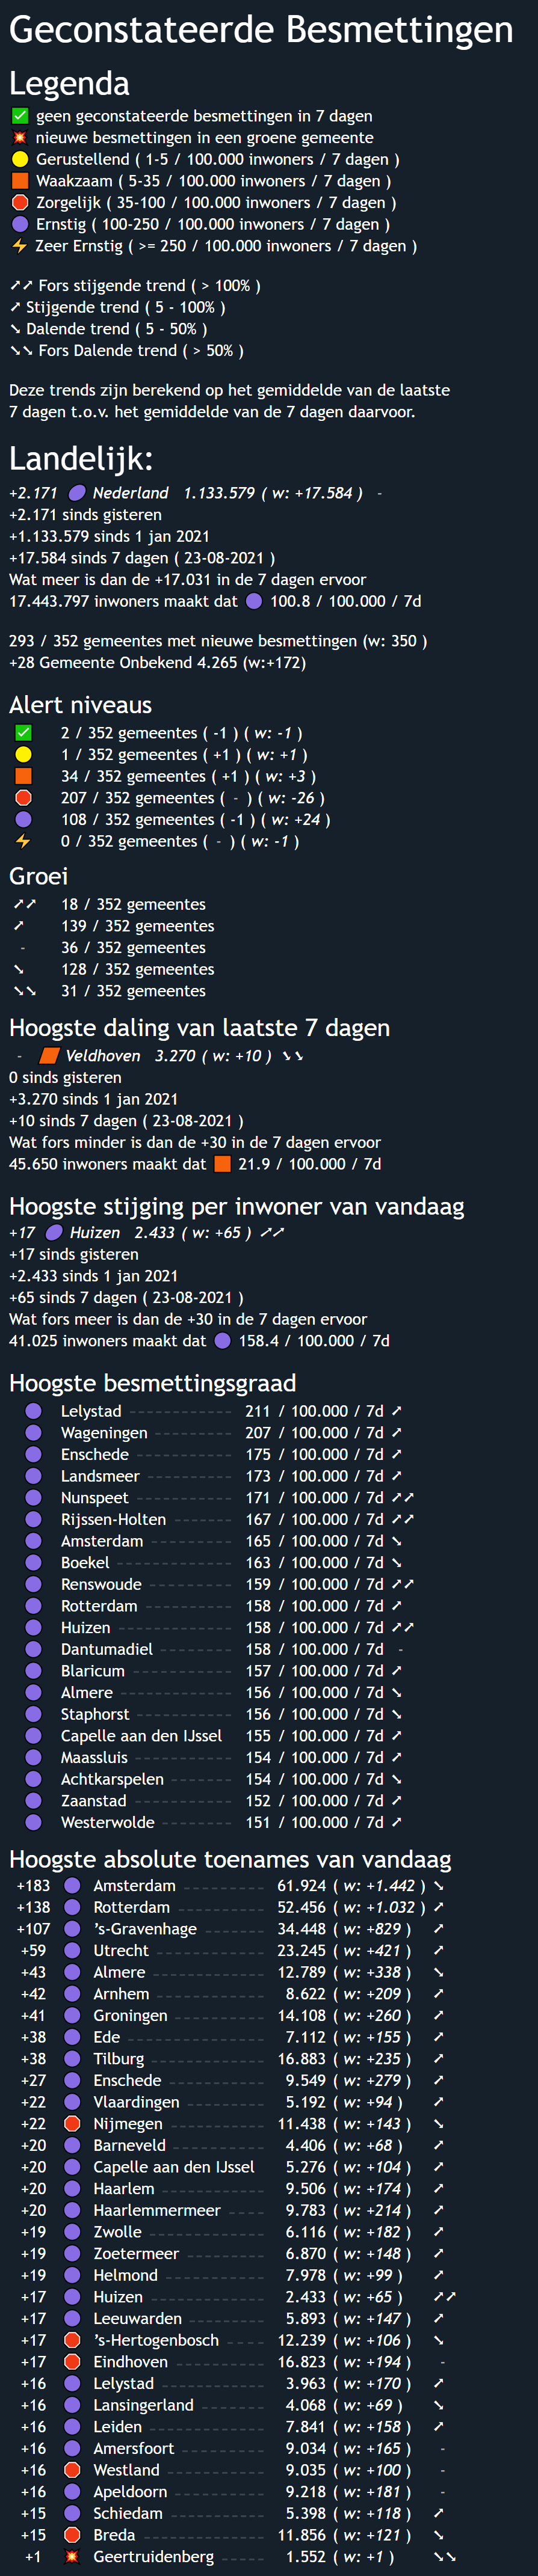 Geconstateerde Besmettingen
Legenda
✅ geen geconstateerde besmettingen in 7 dagen
💥 nieuwe besmettingen in een groene gemeente
🟡 Gerustellend ( 1-5 / 100.000 inwoners / 7 dagen )
🟧 Waakzaam ( 5-35 / 100.000 inwoners / 7 dagen )
🛑 Zorgelijk ( 35-100 / 100.000 inwoners / 7 dagen )
🟣 Ernstig ( 100-250 / 100.000 inwoners / 7 dagen )
⚡ Zeer Ernstig ( >= 250 / 100.000 inwoners / 7 dagen )
➚➚ Fors stijgende trend ( > 100% )
➚ Stijgende trend ( 5 - 100% )
➘ Dalende trend ( 5 - 50% )
➘➘ Fors Dalende trend ( > 50% )
Deze trends zijn berekend op het gemiddelde van de laatste
7 dagen t.o.v. het gemiddelde van de 7 dagen daarvoor.
Landelijk:
+2.171 🟣 Nederland 1.133.579 ( w: +17.584 ) -
+2.171 sinds gisteren
+1.133.579 sinds 1 jan 2021
+17.584 sinds 7 dagen ( 23-08-2021 )
Wat meer is dan de +17.031 in de 7 dagen ervoor
17.443.797 inwoners maakt dat 🟣 100.8 / 100.000 / 7d
293 / 352 gemeentes met nieuwe besmettingen (w: 350 )
+28 Gemeente Onbekend 4.265 (w:+172)
Alert niveaus
✅ 2 / 352 gemeentes ( -1 ) ( w: -1 )
🟡 1 / 352 gemeentes ( +1 ) ( w: +1 )
🟧 34 / 352 gemeentes ( +1 ) ( w: +3 )
🛑 207 / 352 gemeentes ( - ) ( w: -26 )
🟣 108 / 352 gemeentes ( -1 ) ( w: +24 )
⚡ 0 / 352 gemeentes ( - ) ( w: -1 )
Groei
➚➚ 18 / 352 gemeentes
➚ 139 / 352 gemeentes
- 36 / 352 gemeentes
➘ 128 / 352 gemeentes
➘➘ 31 / 352 gemeentes
Hoogste daling van laatste 7 dagen
- 🟧 Veldhoven 3.270 ( w: +10 ) ➘➘
0 sinds gisteren
+3.270 sinds 1 jan 2021
+10 sinds 7 dagen ( 23-08-2021 )
Wat fors minder is dan de +30 in de 7 dagen ervoor
45.650 inwoners maakt dat 🟧 21.9 / 100.000 / 7d
Hoogste stijging per inwoner van vandaag
+17 🟣 Huizen 2.433 ( w: +65 ) ➚➚
+17 sinds gisteren
+2.433 sinds 1 jan 2021
+65 sinds 7 dagen ( 23-08-2021 )
Wat fors meer is dan de +30 in de 7 dagen ervoor
41.025 inwoners maakt dat 🟣 158.4 / 100.000 / 7d
Hoogste besmettingsgraad
🟣 Lelystad 211 / 100.000 / 7d ➚
🟣 Wageningen 207 / 100.000 / 7d ➚
🟣 Enschede 175 / 100.000 / 7d ➚
🟣 Landsmeer 173 / 100.000 / 7d ➚
🟣 Nunspeet 171 / 100.000 / 7d ➚➚
🟣 Rijssen-Holten 167 / 100.000 / 7d ➚➚
🟣 Amsterdam 165 / 100.000 / 7d ➘
🟣 Boekel 163 / 100.000 / 7d ➘
🟣 Renswoude 159 / 100.000 / 7d ➚➚
🟣 Rotterdam 158 / 100.000 / 7d ➚
🟣 Huizen 158 / 100.000 / 7d ➚➚
🟣 Dantumadiel 158 / 100.000 / 7d -
🟣 Blaricum 157 / 100.000 / 7d ➚
🟣 Almere 156 / 100.000 / 7d ➘
🟣 Staphorst 156 / 100.000 / 7d ➘
🟣 Capelle aan den IJssel 155 / 100.000 / 7d ➚
🟣 Maassluis 154 / 100.000 / 7d ➚
🟣 Achtkarspelen 154 / 100.000 / 7d ➘
🟣 Zaanstad 152 / 100.000 / 7d ➚
🟣 Westerwolde 151 / 100.000 / 7d ➚
Hoogste absolute toenames van vandaag
+183 🟣 Amsterdam 61.924 ( w: +1.442 ) ➘
+138 🟣 Rotterdam 52.456 ( w: +1.032 ) ➚
+107 🟣 's-Gravenhage 34.448 ( w: +829 ) ➚
+59 🟣 Utrecht 23.245 ( w: +421 ) ➚
+43 🟣 Almere 12.789 ( w: +338 ) ➘
+42 🟣 Arnhem 8.622 ( w: +209 ) ➚
+41 🟣 Groningen 14.108 ( w: +260 ) ➚
+38 🟣 Ede 7.112 ( w: +155 ) ➚
+38 🟣 Tilburg 16.883 ( w: +235 ) ➚
+27 🟣 Enschede 9.549 ( w: +279 ) ➚
+22 🟣 Vlaardingen 5.192 ( w: +94 ) ➚
+22 🛑 Nijmegen 11.438 ( w: +143 ) ➘
+20 🟣 Barneveld 4.406 ( w: +68 ) ➚
+20 🟣 Capelle aan den IJssel 5.276 ( w: +104 ) ➚
+20 🟣 Haarlem 9.506 ( w: +174 ) ➚
+20 🟣 Haarlemmermeer 9.783 ( w: +214 ) ➚
+19 🟣 Zwolle 6.116 ( w: +182 ) ➚
+19 🟣 Zoetermeer 6.870 ( w: +148 ) ➚
+19 🟣 Helmond 7.978 ( w: +99 ) ➚
+17 🟣 Huizen 2.433 ( w: +65 ) ➚➚
+17 🟣 Leeuwarden 5.893 ( w: +147 ) ➚
+17 🛑 's-Hertogenbosch 12.239 ( w: +106 ) ➘
+17 🛑 Eindhoven 16.823 ( w: +194 ) -
+16 🟣 Lelystad 3.963 ( w: +170 ) ➚
+16 🟣 Lansingerland 4.068 ( w: +69 ) ➘
+16 🟣 Leiden 7.841 ( w: +158 ) ➚
+16 🟣 Amersfoort 9.034 ( w: +165 ) -
+16 🛑 Westland 9.035 ( w: +100 ) -
+16 🟣 Apeldoorn 9.218 ( w: +181 ) -
+15 🟣 Schiedam 5.398 ( w: +118 ) ➚
+15 🛑 Breda 11.856 ( w: +121 ) ➘
+1 💥 Geertruidenberg 1.552 ( w: +1 ) ➘➘